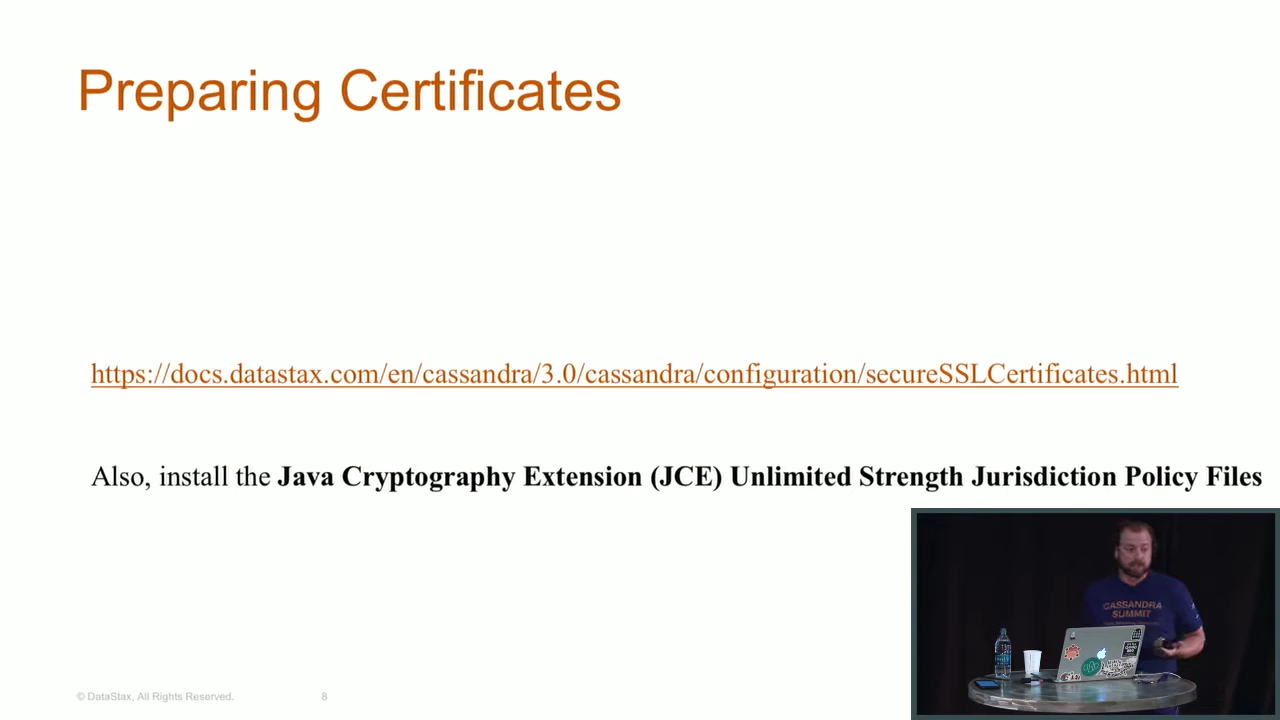 Preparing Certificates
https://docs.datastax.com/en/cassandra/3.0/cassandra/configuration/secureSSLCertificates.html
Also, install the Java Cryptography Extension (JCE) Unlimited Strength Jurisdiction Policy Files
CASSANDRA
SUMMIT
© DataStax, All Rights Reserved.
8